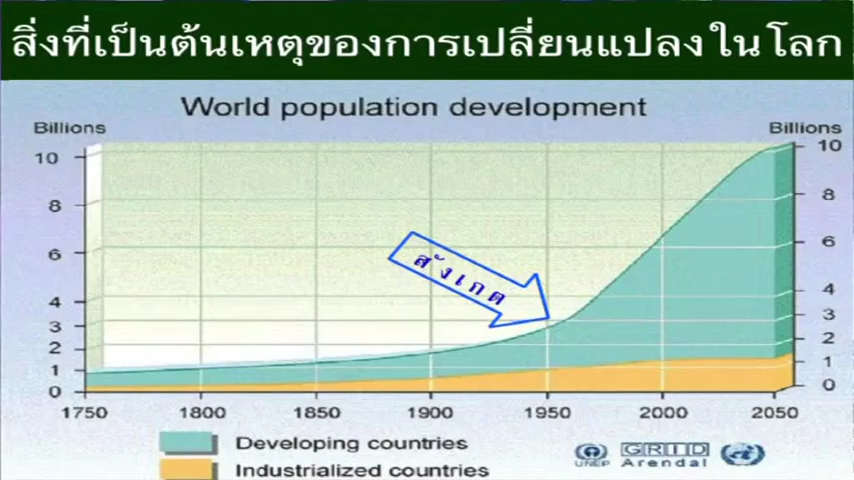 สิ่งที่เป็นต้นเหตุของการเปลี่ยนแปลงในโลก
World population development
Billions Billions
10 10
8 8
6 6
4 4
3 3
2 2
1 1
0 0
สังเกต
1750 1800 1850 1900 1950 2000 2050
Developing countries
Industrialized countries
UNEP
GRID
Arendal